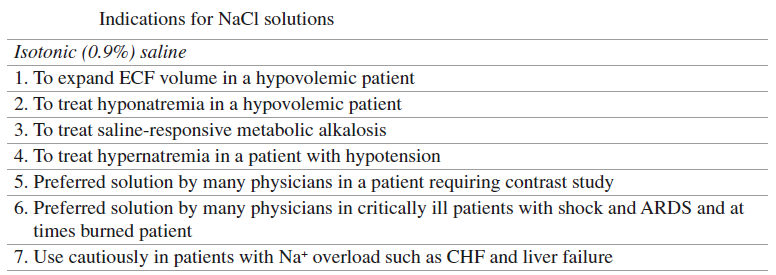 Indications for NaCl solutions
Isotonic (0.9%) saline
1. To expand ECF volume in a hypovolemic patient
2. To treat hyponatremia in a hypovolemic patient
3. To treat saline-responsive metabolic alkalosis
4. To treat hypernatremia in a patient with hypotension
5. Preferred solution by many physicians in a patient requiring contrast study
6. Preferred solution by many physicians in critically ill patients with shock and ARDS and at
times burned patient
7. Use cautiously in patients with Na⁺ overload such as CHF and liver failure